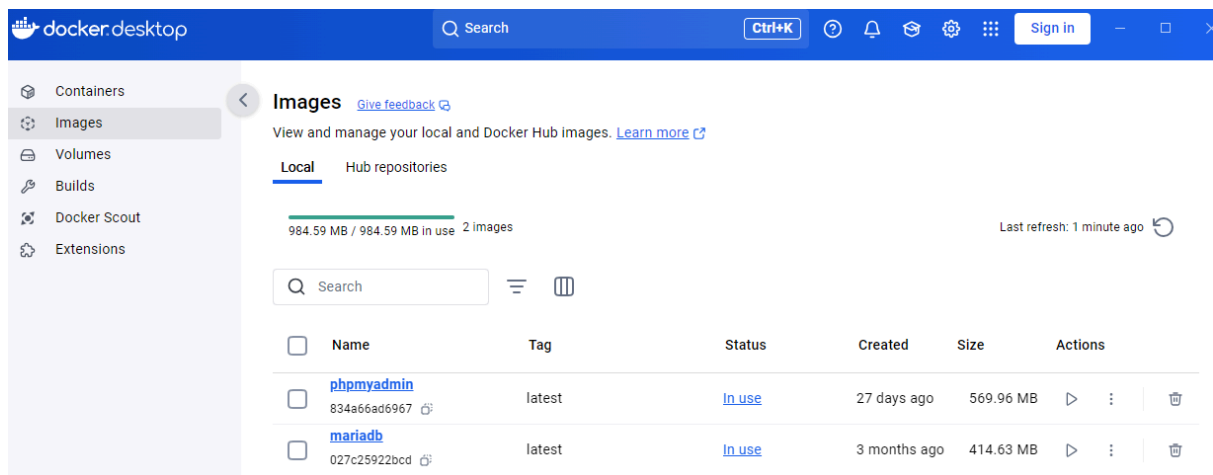 docker.desktop Search Ctrl+K Sign in
Containers
Images
Volumes
Builds
Docker Scout
Extensions
Images Give feedback
View and manage your local and Docker Hub images. Learn more
Local Hub repositories
984.59 MB / 984.59 MB in use 2 images Last refresh: 1 minute ago
Search
Name Tag Status Created Size Actions
phpmyadmin
834a66ad6967
latest In use 27 days ago 569.96 MB
mariadb
027c25922bcd
latest In use 3 months ago 414.63 MB